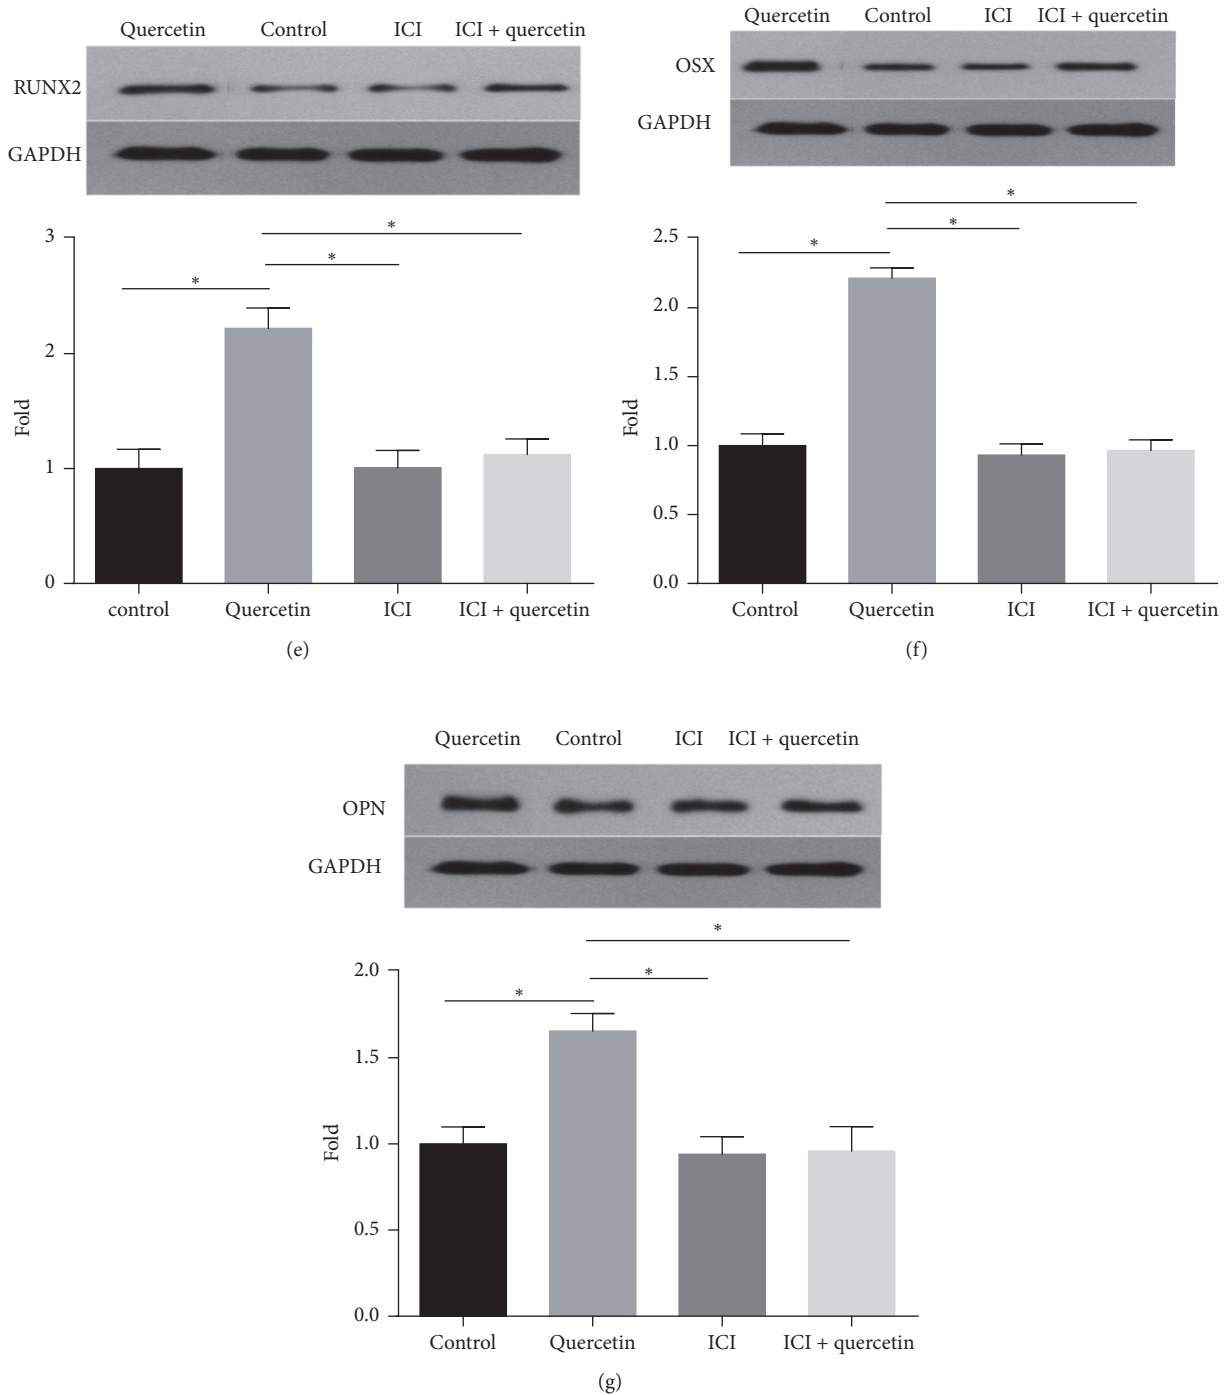 Quercetin Control ICI ICI + quercetin
RUNX2
GAPDH
*
*
*
3
2
1
0
Fold
control Quercetin ICI ICI + quercetin
(e)
Quercetin Control ICI ICI + quercetin
OSX
GAPDH
*
*
*
2.5
2.0
1.5
1.0
0.5
0.0
Fold
Control Quercetin ICI ICI + quercetin
(f)
Quercetin Control ICI ICI + quercetin
OPN
GAPDH
*
*
*
2.0
1.5
1.0
0.5
0.0
Fold
Control Quercetin ICI ICI + quercetin
(g)